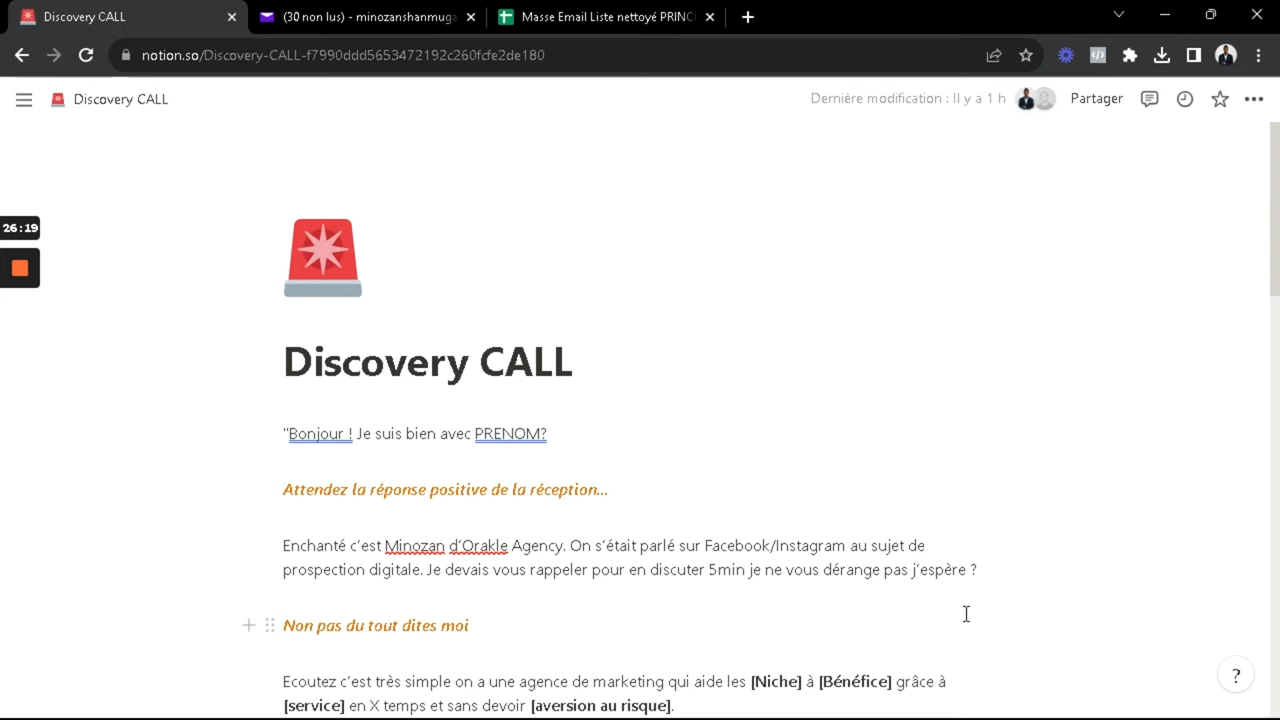 Discovery CALL
(30 non lus) - minozanshanmuga
Masse Email Liste nettoyé PRINC
notion.so/Discovery-CALL-f7990ddd5653472192c260fcfe2de180
Discovery CALL
Dernière modification : Il y a 1 h
Partager
26:19
Discovery CALL
"Bonjour ! Je suis bien avec PRENOM?
Attendez la réponse positive de la réception...
Enchanté c'est Minozan d'Orakle Agency. On s'était parlé sur Facebook/Instagram au sujet de
prospection digitale. Je devais vous rappeler pour en discuter 5min je ne vous dérange pas j'espère ?
Non pas du tout dites moi
Ecoutez c'est très simple on a une agence de marketing qui aide les [Niche] à [Bénéfice] grâce à
[service] en X temps et sans devoir [aversion au risque].
?